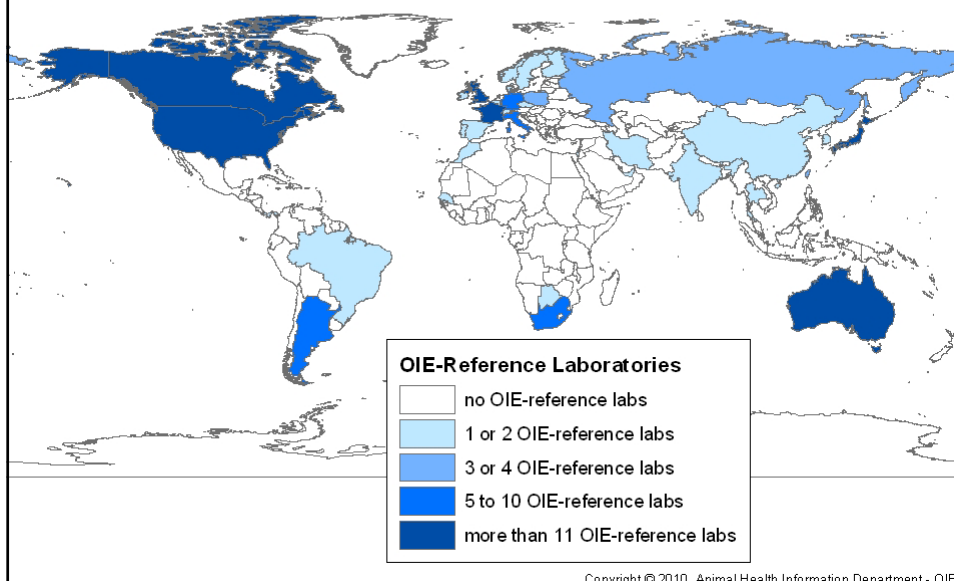 OIE-Reference Laboratories
no OIE-reference labs
1 or 2 OIE-reference labs
3 or 4 OIE-reference labs
5 to 10 OIE-reference labs
more than 11 OIE-reference labs
Copyright © 2010 Animal Health Information Department - OIE